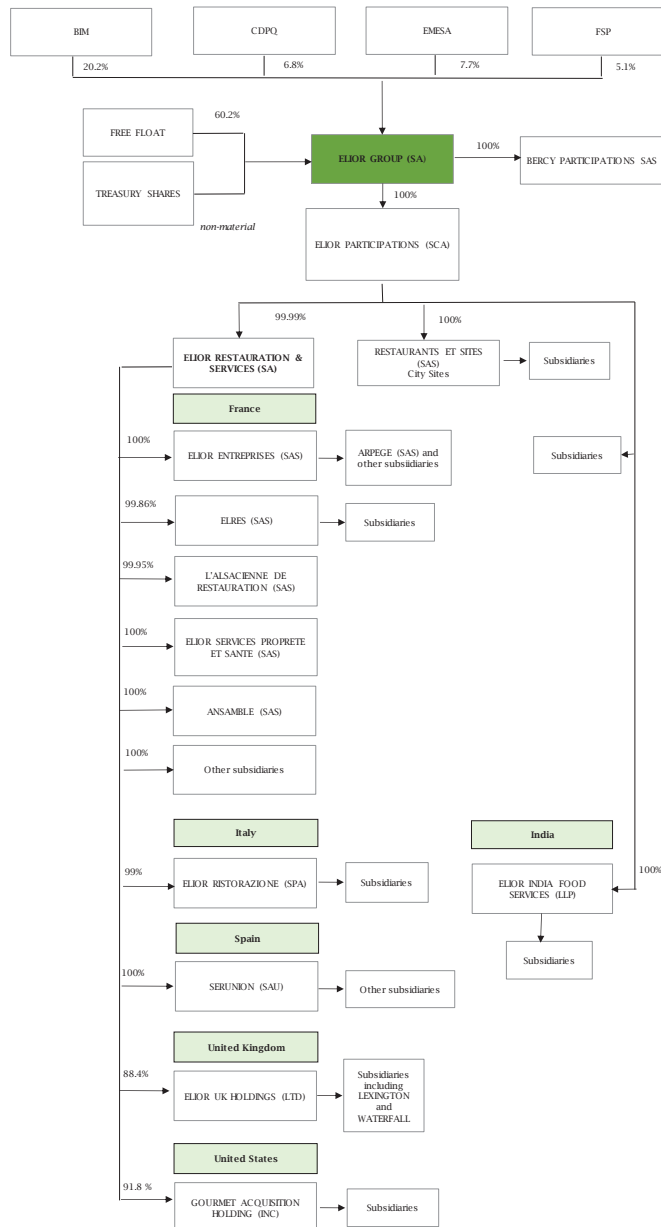 BIM
CDPQ
EMESA
FSP
20.2%
6.8%
7.7%
5.1%
60.2%
FREE FLOAT
ELIOR GROUP (SA)
100%
BERCY PARTICIPATIONS SAS
TREASURY SHARES
100%
non-material
ELIOR PARTICIPATIONS (SCA)
99.99%
100%
ELIOR RESTAURATION &
SERVICES (SA)
RESTAURANTS ET SITES
(SAS)
City Sites
Subsidiaries
France
100%
ELIOR ENTREPRISES (SAS)
ARPEGE (SAS) and
other subsiidiaries
Subsidiaries
99.86%
ELRES (SAS)
Subsidiaries
99.95%
L'ALSACIENNE DE
RESTAURATION (SAS)
100%
ELIOR SERVICES PROPRETE
ET SANTE (SAS)
100%
ANSAMBLE (SAS)
100%
Other subsidiaries
Italy
India
99%
ELIOR RISTORAZIONE (SPA)
Subsidiaries
ELIOR INDIA FOOD
SERVICES (LLP)
100%
Spain
Subsidiaries
100%
SERUNION (SAU)
Other subsidiaries
United Kingdom
88.4%
ELIOR UK HOLDINGS (LTD)
Subsidiaries
including
LEXINGTON
and
WATERFALL
United States
91.8 %
GOURMET ACQUISITION
HOLDING (INC)
Subsidiaries